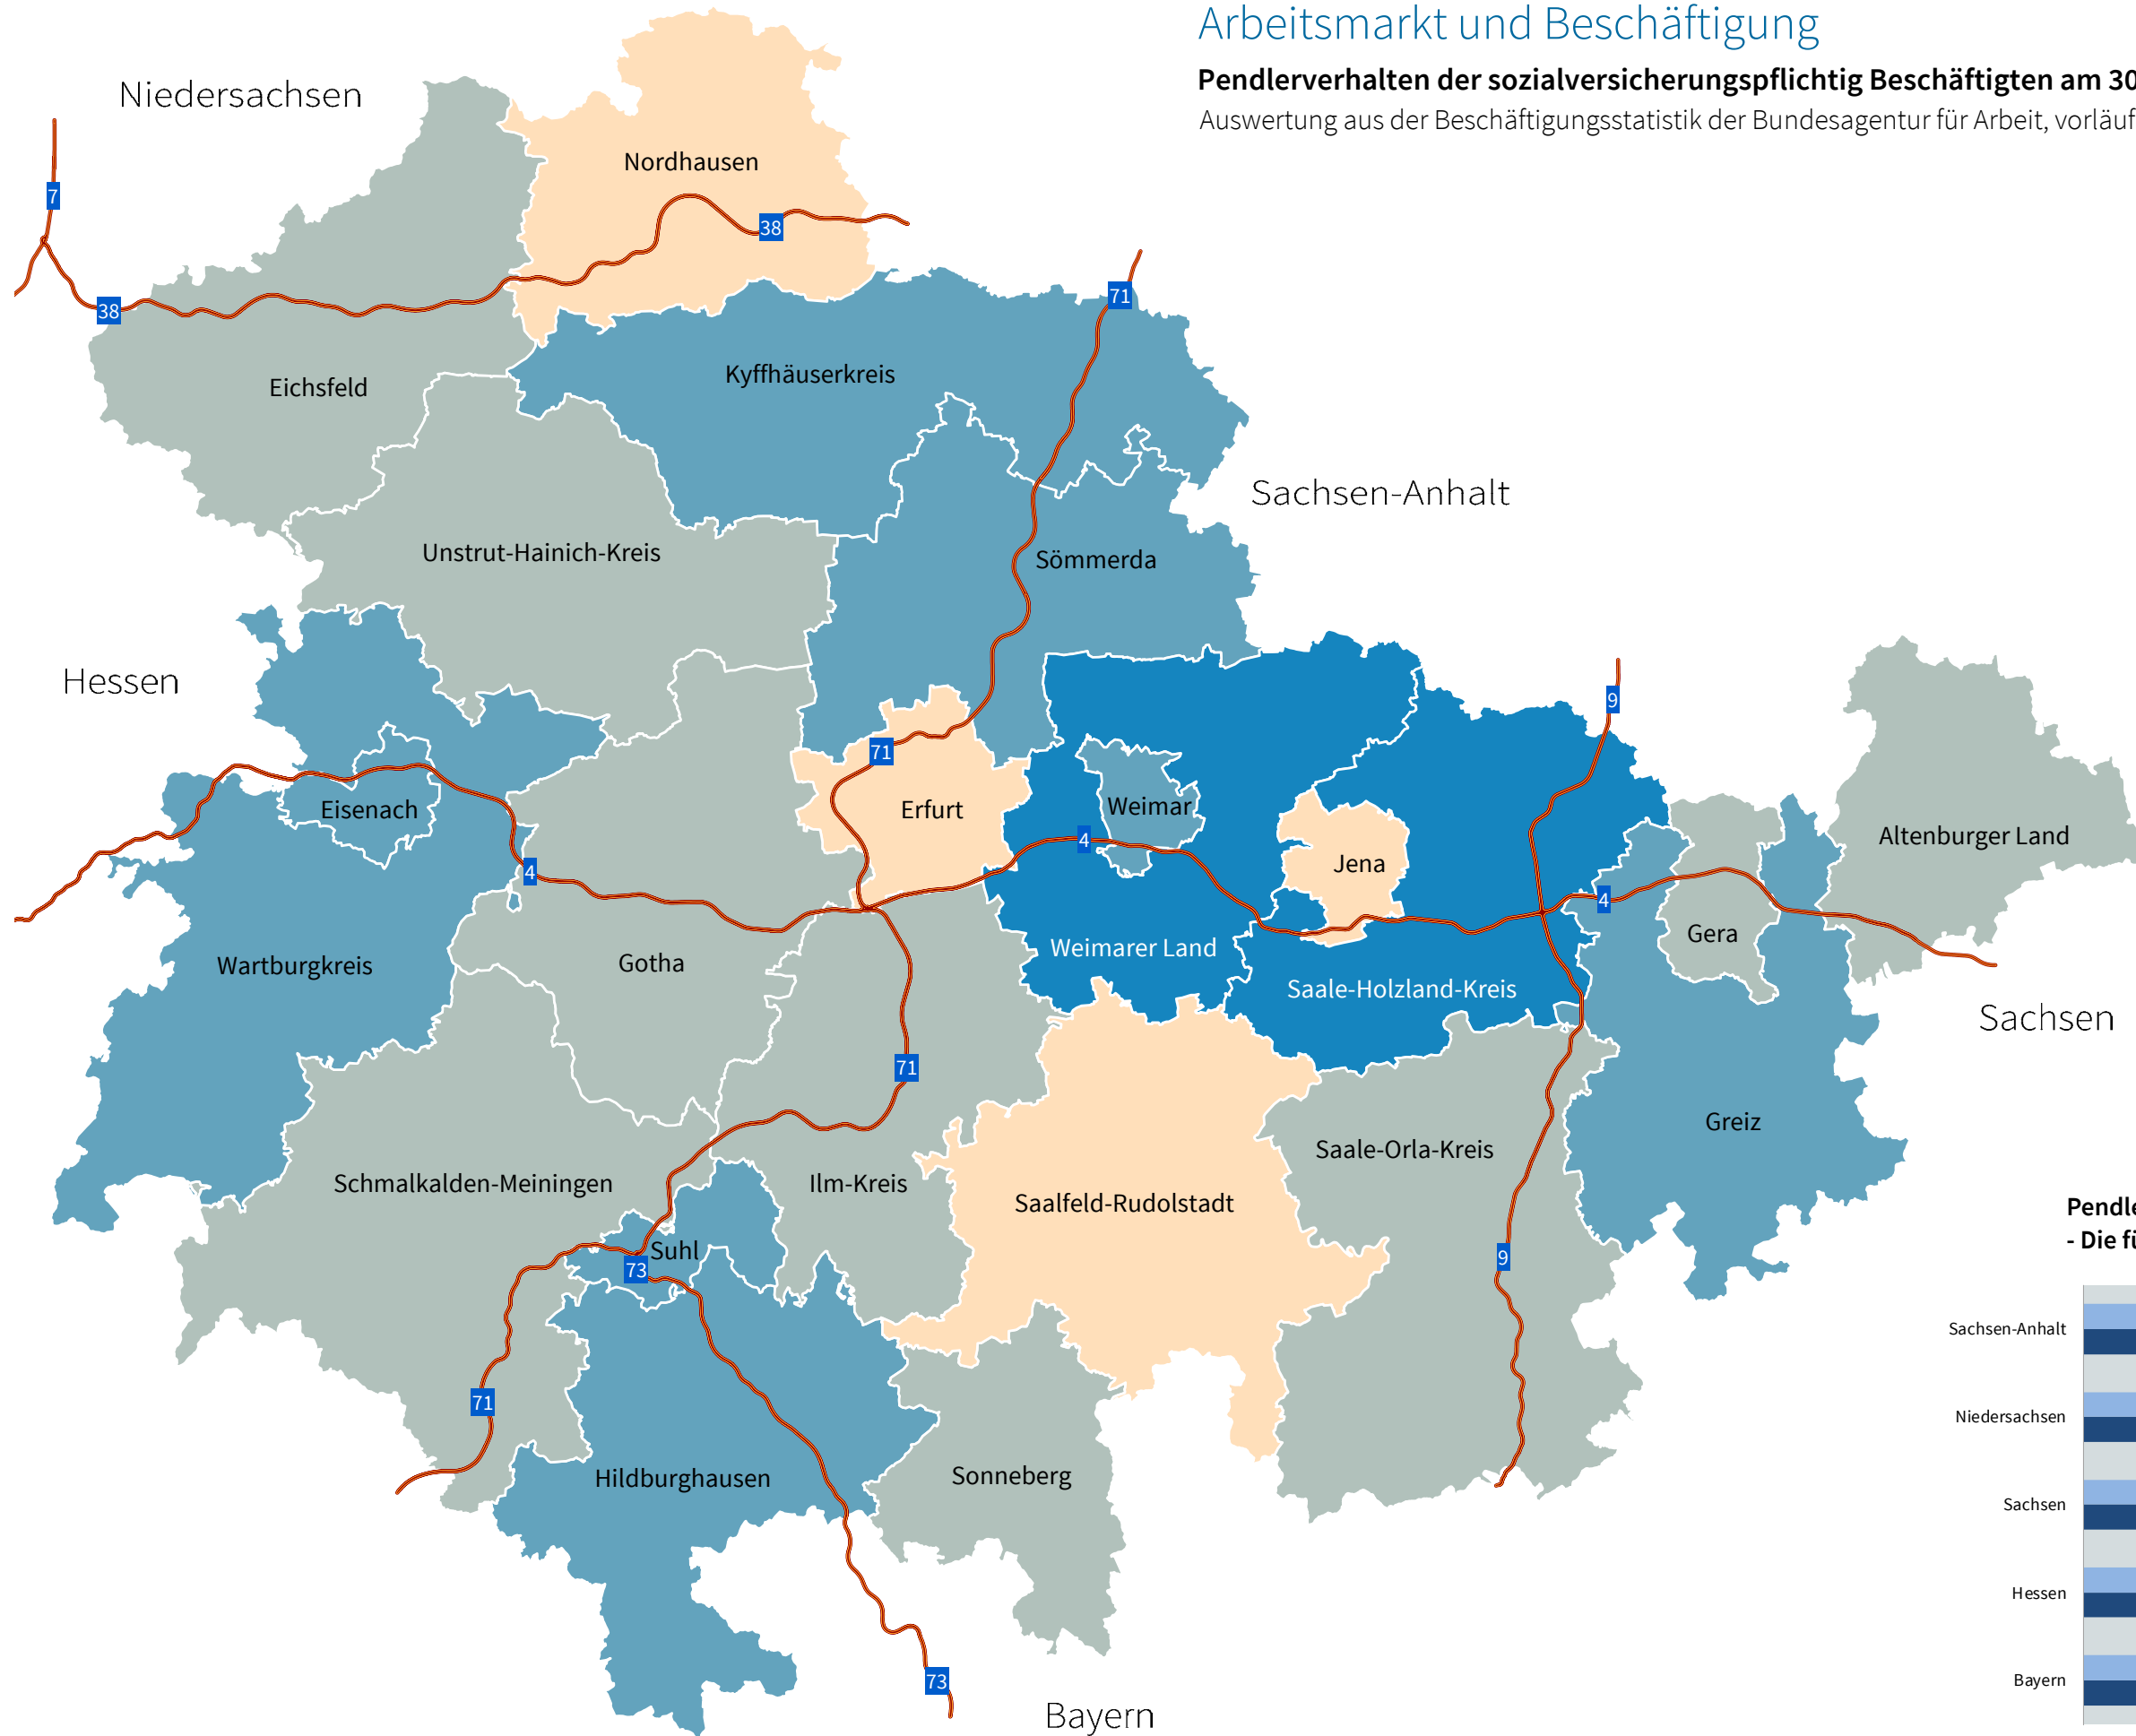 Arbeitsmarkt und Beschäftigung
Pendlerverhalten der sozialversicherungspflichtig Beschäftigten am 30
Auswertung aus der Beschäftigungsstatistik der Bundesagentur für Arbeit, vorläuf
Niedersachsen
Nordhausen
7
38
38
71
Eichsfeld
Kyffhäuserkreis
Sachsen-Anhalt
Unstrut-Hainich-Kreis
Sömmerda
Hessen
9
71
Eisenach
Erfurt
Weimar
Altenburger Land
4
Jena
4
4
Wartburgkreis
Gotha
Weimarer Land
Gera
Saale-Holzland-Kreis
Sachsen
71
Greiz
Saale-Orla-Kreis
Schmalkalden-Meiningen
Ilm-Kreis
Saalfeld-Rudolstadt
Suhl
73
9
71
Hildburghausen
Sonneberg
73
Bayern
Pendle
- Die fü
Sachsen-Anhalt
Niedersachsen
Sachsen
Hessen
Bayern